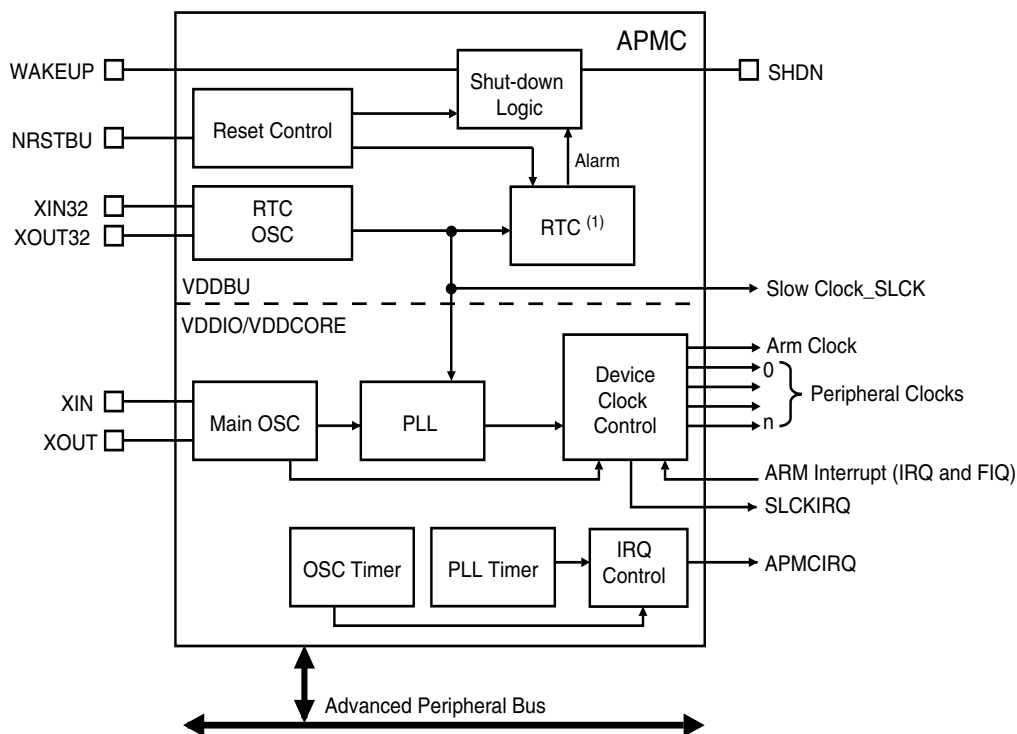 APMC
WAKEUP
Shut-down
Logic
SHDN
NRSTBU
Reset Control
Alarm
XIN32
XOUT32
RTC
OSC
RTC (1)
VDDBU
Slow Clock_SLCK
VDDIO/VDDCORE
Arm Clock
0
Peripheral Clocks
n
XIN
XOUT
Main OSC
PLL
Device
Clock
Control
ARM Interrupt (IRQ and FIQ)
SLCKIRQ
OSC Timer
PLL Timer
IRQ
Control
APMCIRQ
Advanced Peripheral Bus